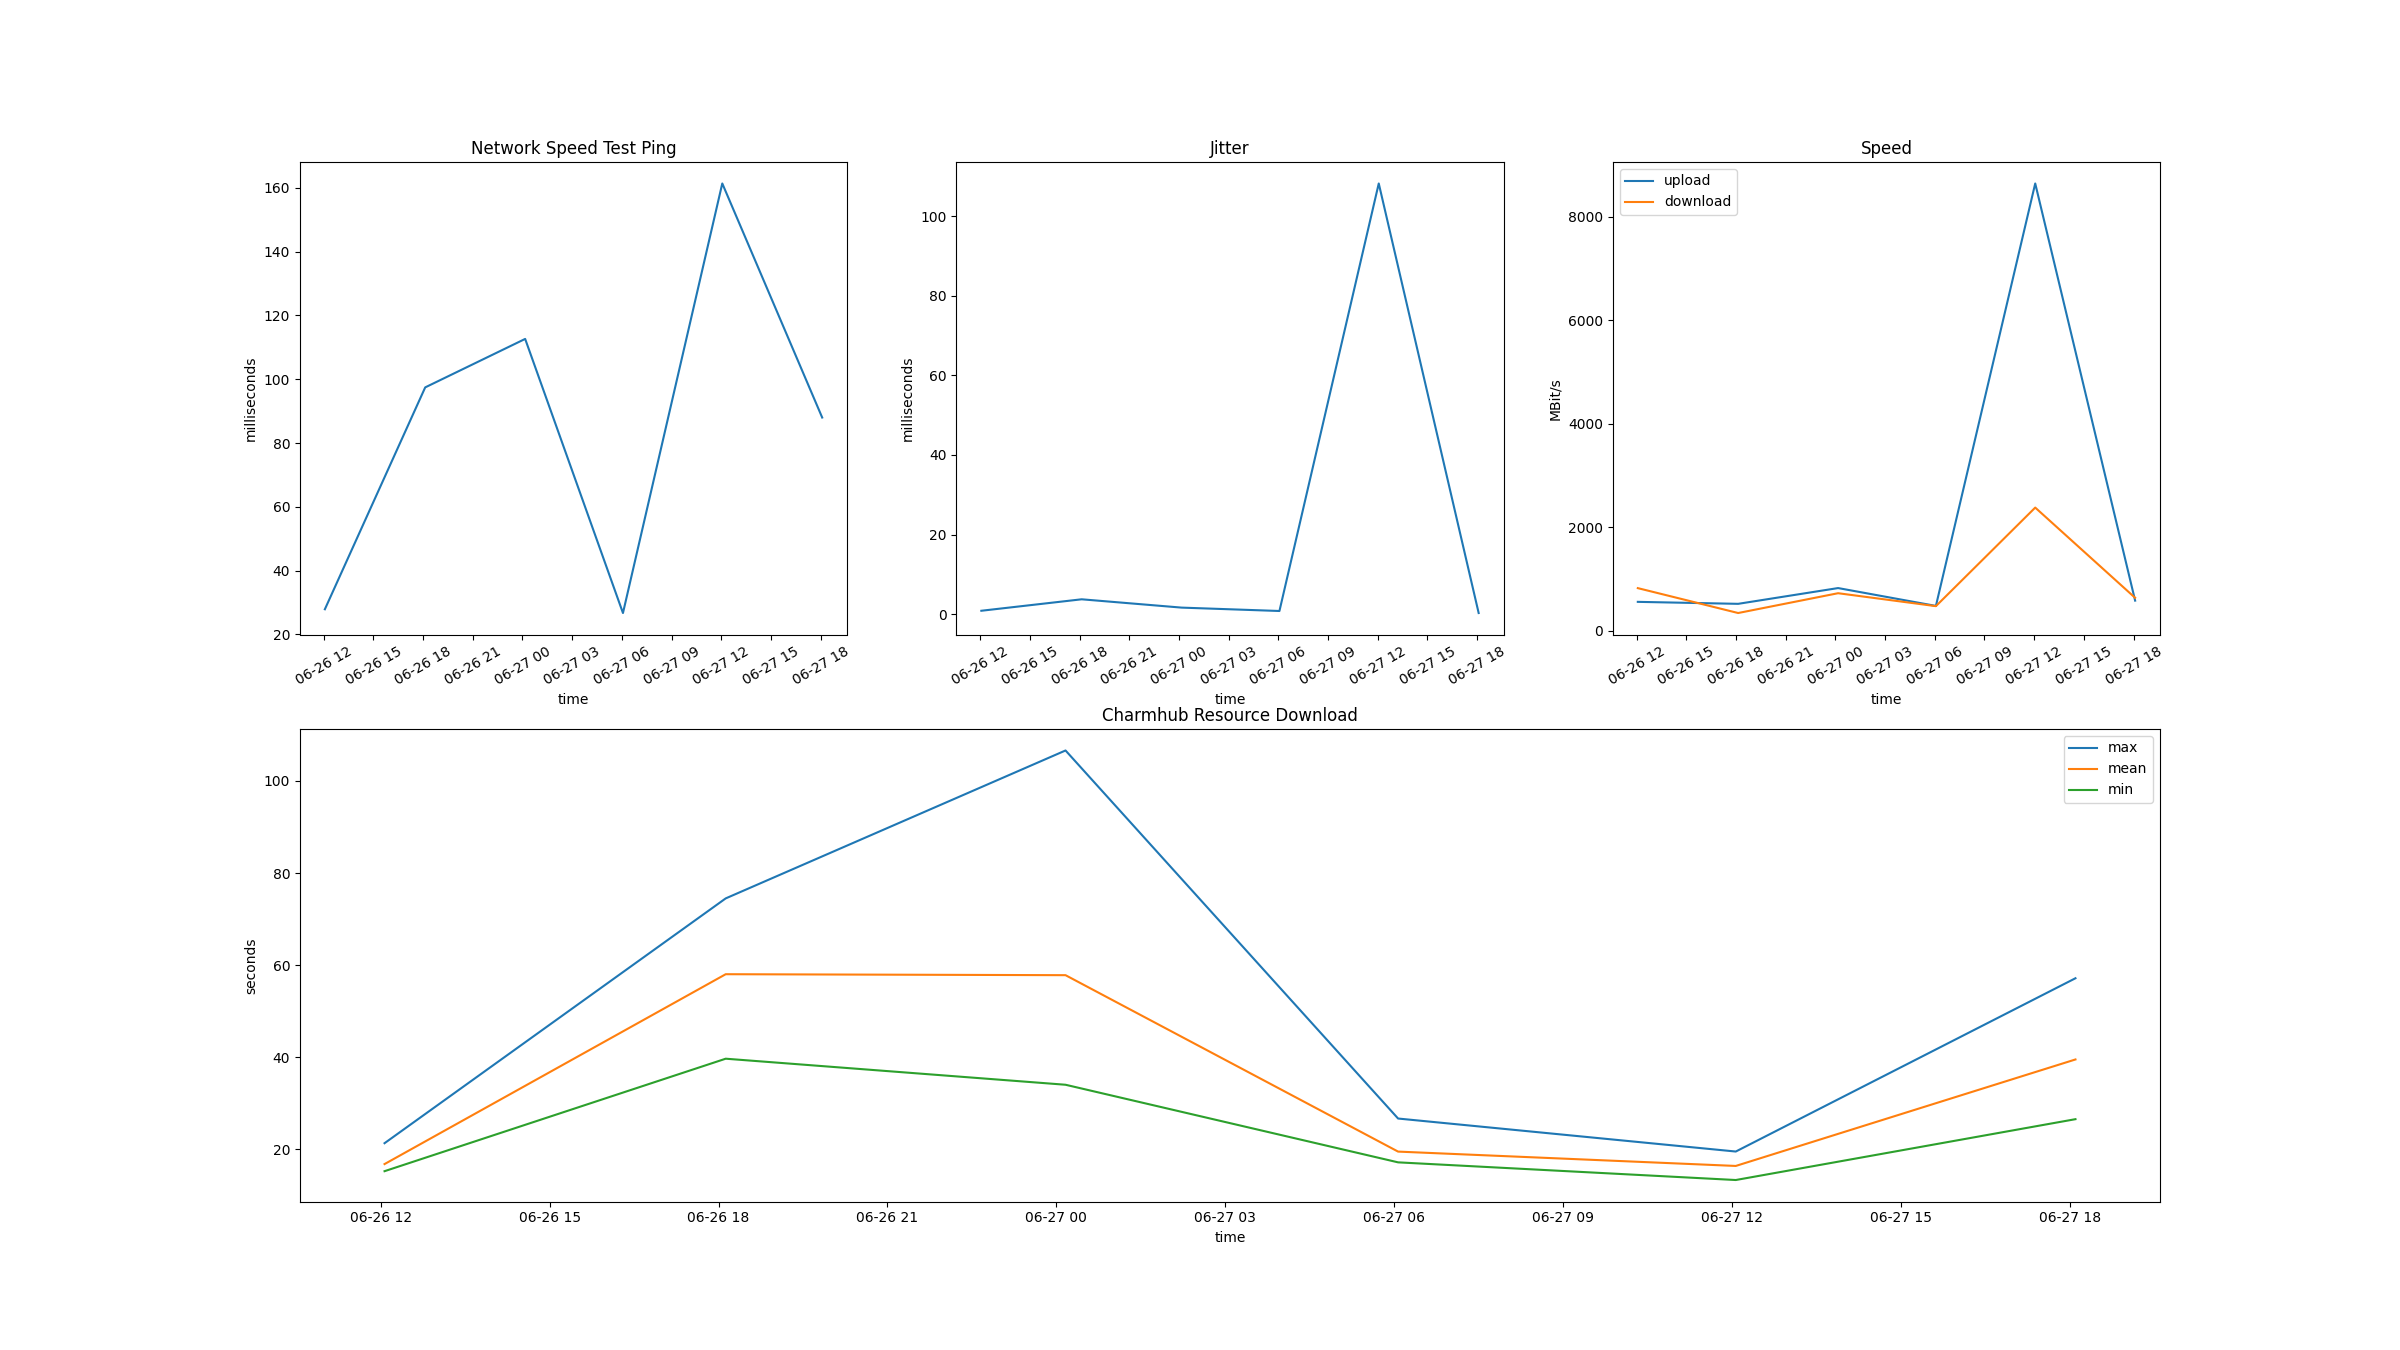 Network Speed Test Ping
160
140
120
100
80
60
40
20
milliseconds
06-26 12 06-26 15 06-26 18 06-26 21 06-27 00 06-27 03 06-27 06 06-27 09 06-27 12 06-27 15 06-27 18
time
Jitter
100
80
60
40
20
0
milliseconds
06-26 12 06-26 15 06-26 18 06-26 21 06-27 00 06-27 03 06-27 06 06-27 09 06-27 12 06-27 15 06-27 18
time
Speed
upload
download
8000
6000
4000
2000
0
MBit/s
06-26 12 06-26 15 06-26 18 06-26 21 06-27 00 06-27 03 06-27 06 06-27 09 06-27 12 06-27 15 06-27 18
time
Charmhub Resource Download
max
mean
min
100
80
60
40
20
seconds
06-26 12 06-26 15 06-26 18 06-26 21 06-27 00 06-27 03 06-27 06 06-27 09 06-27 12 06-27 15 06-27 18
time